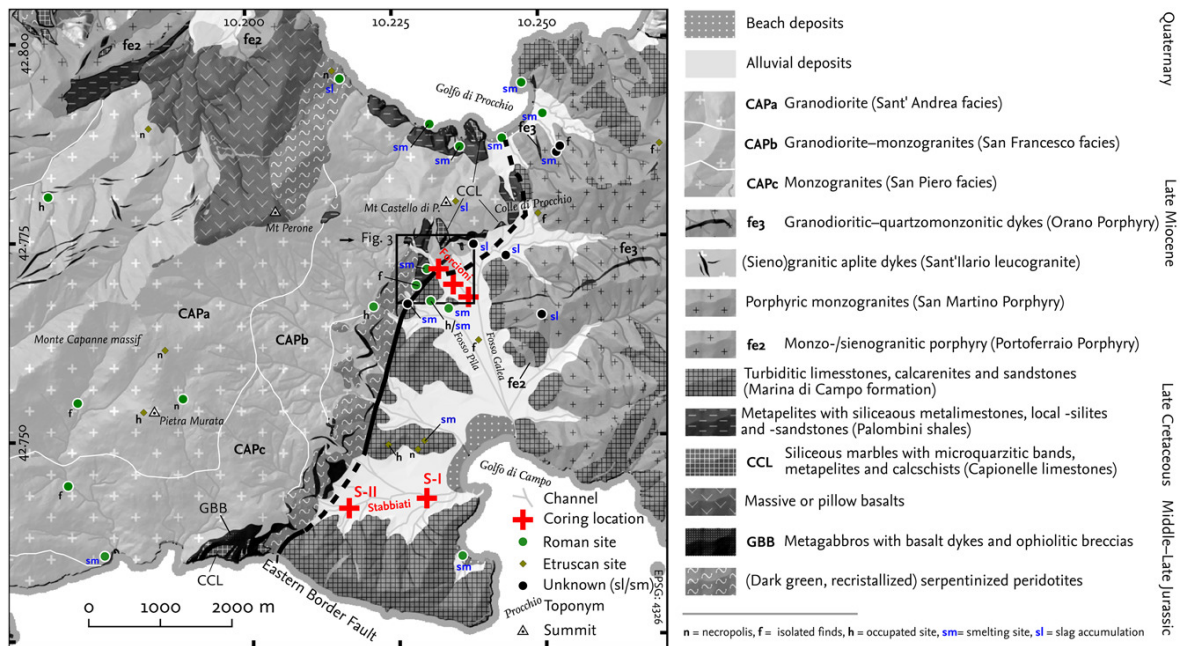 10.200
10.225
10.250
42.800
42.775
42.750
fe2
fe2
n
sl
Golfo di Procchio
sm
sm
sm
sm
sm
sm
fe3
sm
f
f
n
h
CCL
Mt Castello di P.
sl
Colle di Procchio
f
Mt Perone
Fig. 3
Forcioni
sl
sl
fe3
sm
f
CAPa
CAPb
h
sm
h/sm
sm
sl
Monte Capanne massif
Fosso Pila
Fosso Galea
f
fe2
f
h
n
Pietra Murata
CAPc
sm
h
n
Golfo di Campo
f
S-II
S-I
Stabbiati
GBB
CCL
sm
sm
Eastern Border Fault
EPSG: 4326
0 1000 2000 m
Channel
Coring location
Roman site
Etruscan site
Unknown (sl/sm)
Procchio Toponym
Summit
Beach deposits
Alluvial deposits
CAPa Granodiorite (Sant' Andrea facies)
CAPb Granodiorite–monzogranites (San Francesco facies)
CAPc Monzogranites (San Piero facies)
fe3 Granodioritic–quartzomonzonitic dykes (Orano Porphyry)
(Sieno)granitic aplite dykes (Sant'Ilario leucogranite)
Porphyric monzogranites (San Martino Porphyry)
fe2 Monzo-/sienogranitic porphyry (Portoferraio Porphyry)
Turbiditic limestones, calcarenites and sandstones
(Marina di Campo formation)
Metapelites with siliceous metalimestones, local -silites
and -sandstones (Palombini shales)
CCL Siliceous marbles with microquarzitic bands,
metapelites and calcschists (Capionelle limestones)
Massive or pillow basalts
GBB Metagabbros with basalt dykes and ophiolitic breccias
(Dark green, recristallized) serpentinized peridotites
Quaternary
Late Miocene
Late Cretaceous
Middle–Late Jurassic
n = necropolis, f = isolated finds, h = occupated site, sm= smelting site, sl = slag accumulation